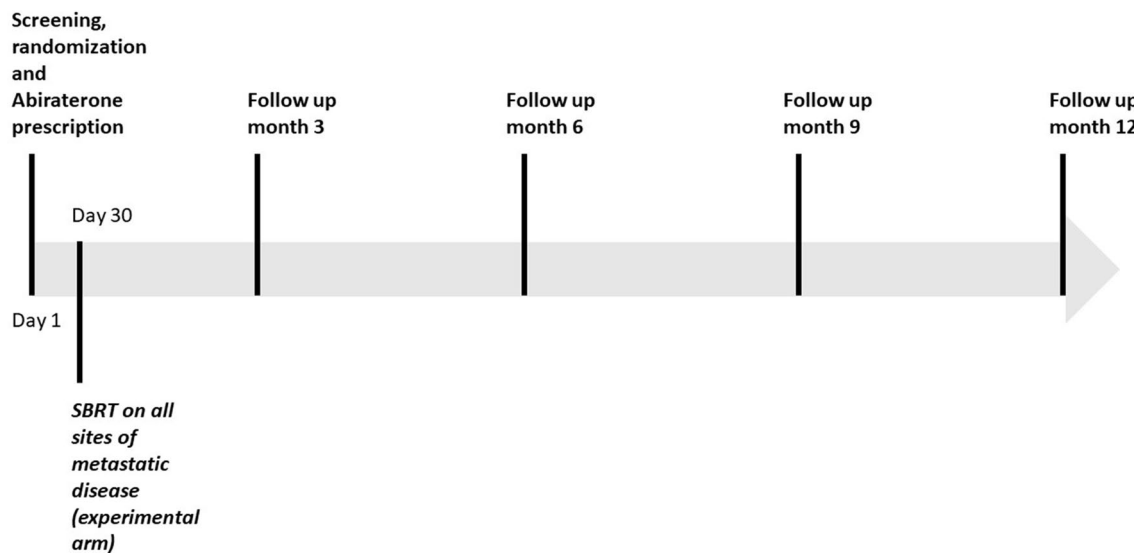 Screening,
randomization
and
Abiraterone
prescription
Follow up
month 3
Follow up
month 6
Follow up
month 9
Follow up
month 12
Day 30
Day 1
SBRT on all
sites of
metastatic
disease
(experimental
arm)